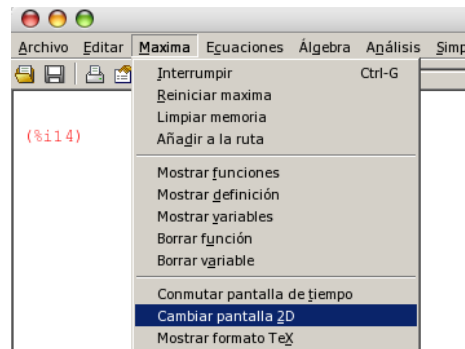 Archivo Editar Maxima Ecuaciones Álgebra Análisis Simp
Interrumpir Ctrl-G
Reiniciar maxima
Limpiar memoria
(%i14)
Añadir a la ruta
Mostrar funciones
Mostrar definición
Mostrar variables
Borrar función
Borrar variable
Conmutar pantalla de tiempo
Cambiar pantalla 2D
Mostrar formato TeX